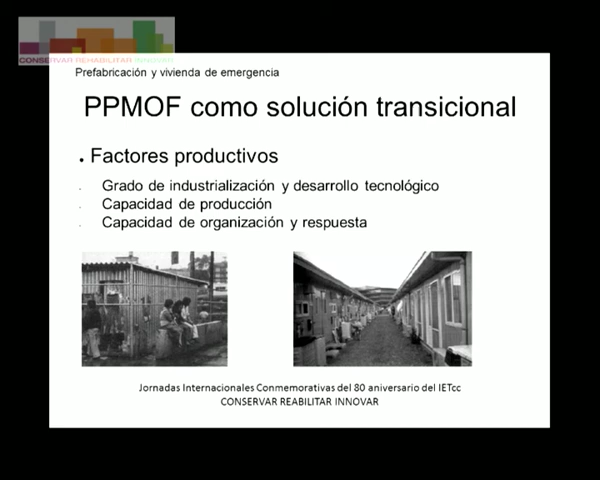 CONSERVAR REHABILITAR INNOVAR
Prefabricación y vivienda de emergencia
PPMOF como solución transicional
• Factores productivos
- Grado de industrialización y desarrollo tecnológico
- Capacidad de producción
- Capacidad de organización y respuesta
Jornadas Internacionales Conmemorativas del 80 aniversario del IETcc
CONSERVAR REABILITAR INNOVAR